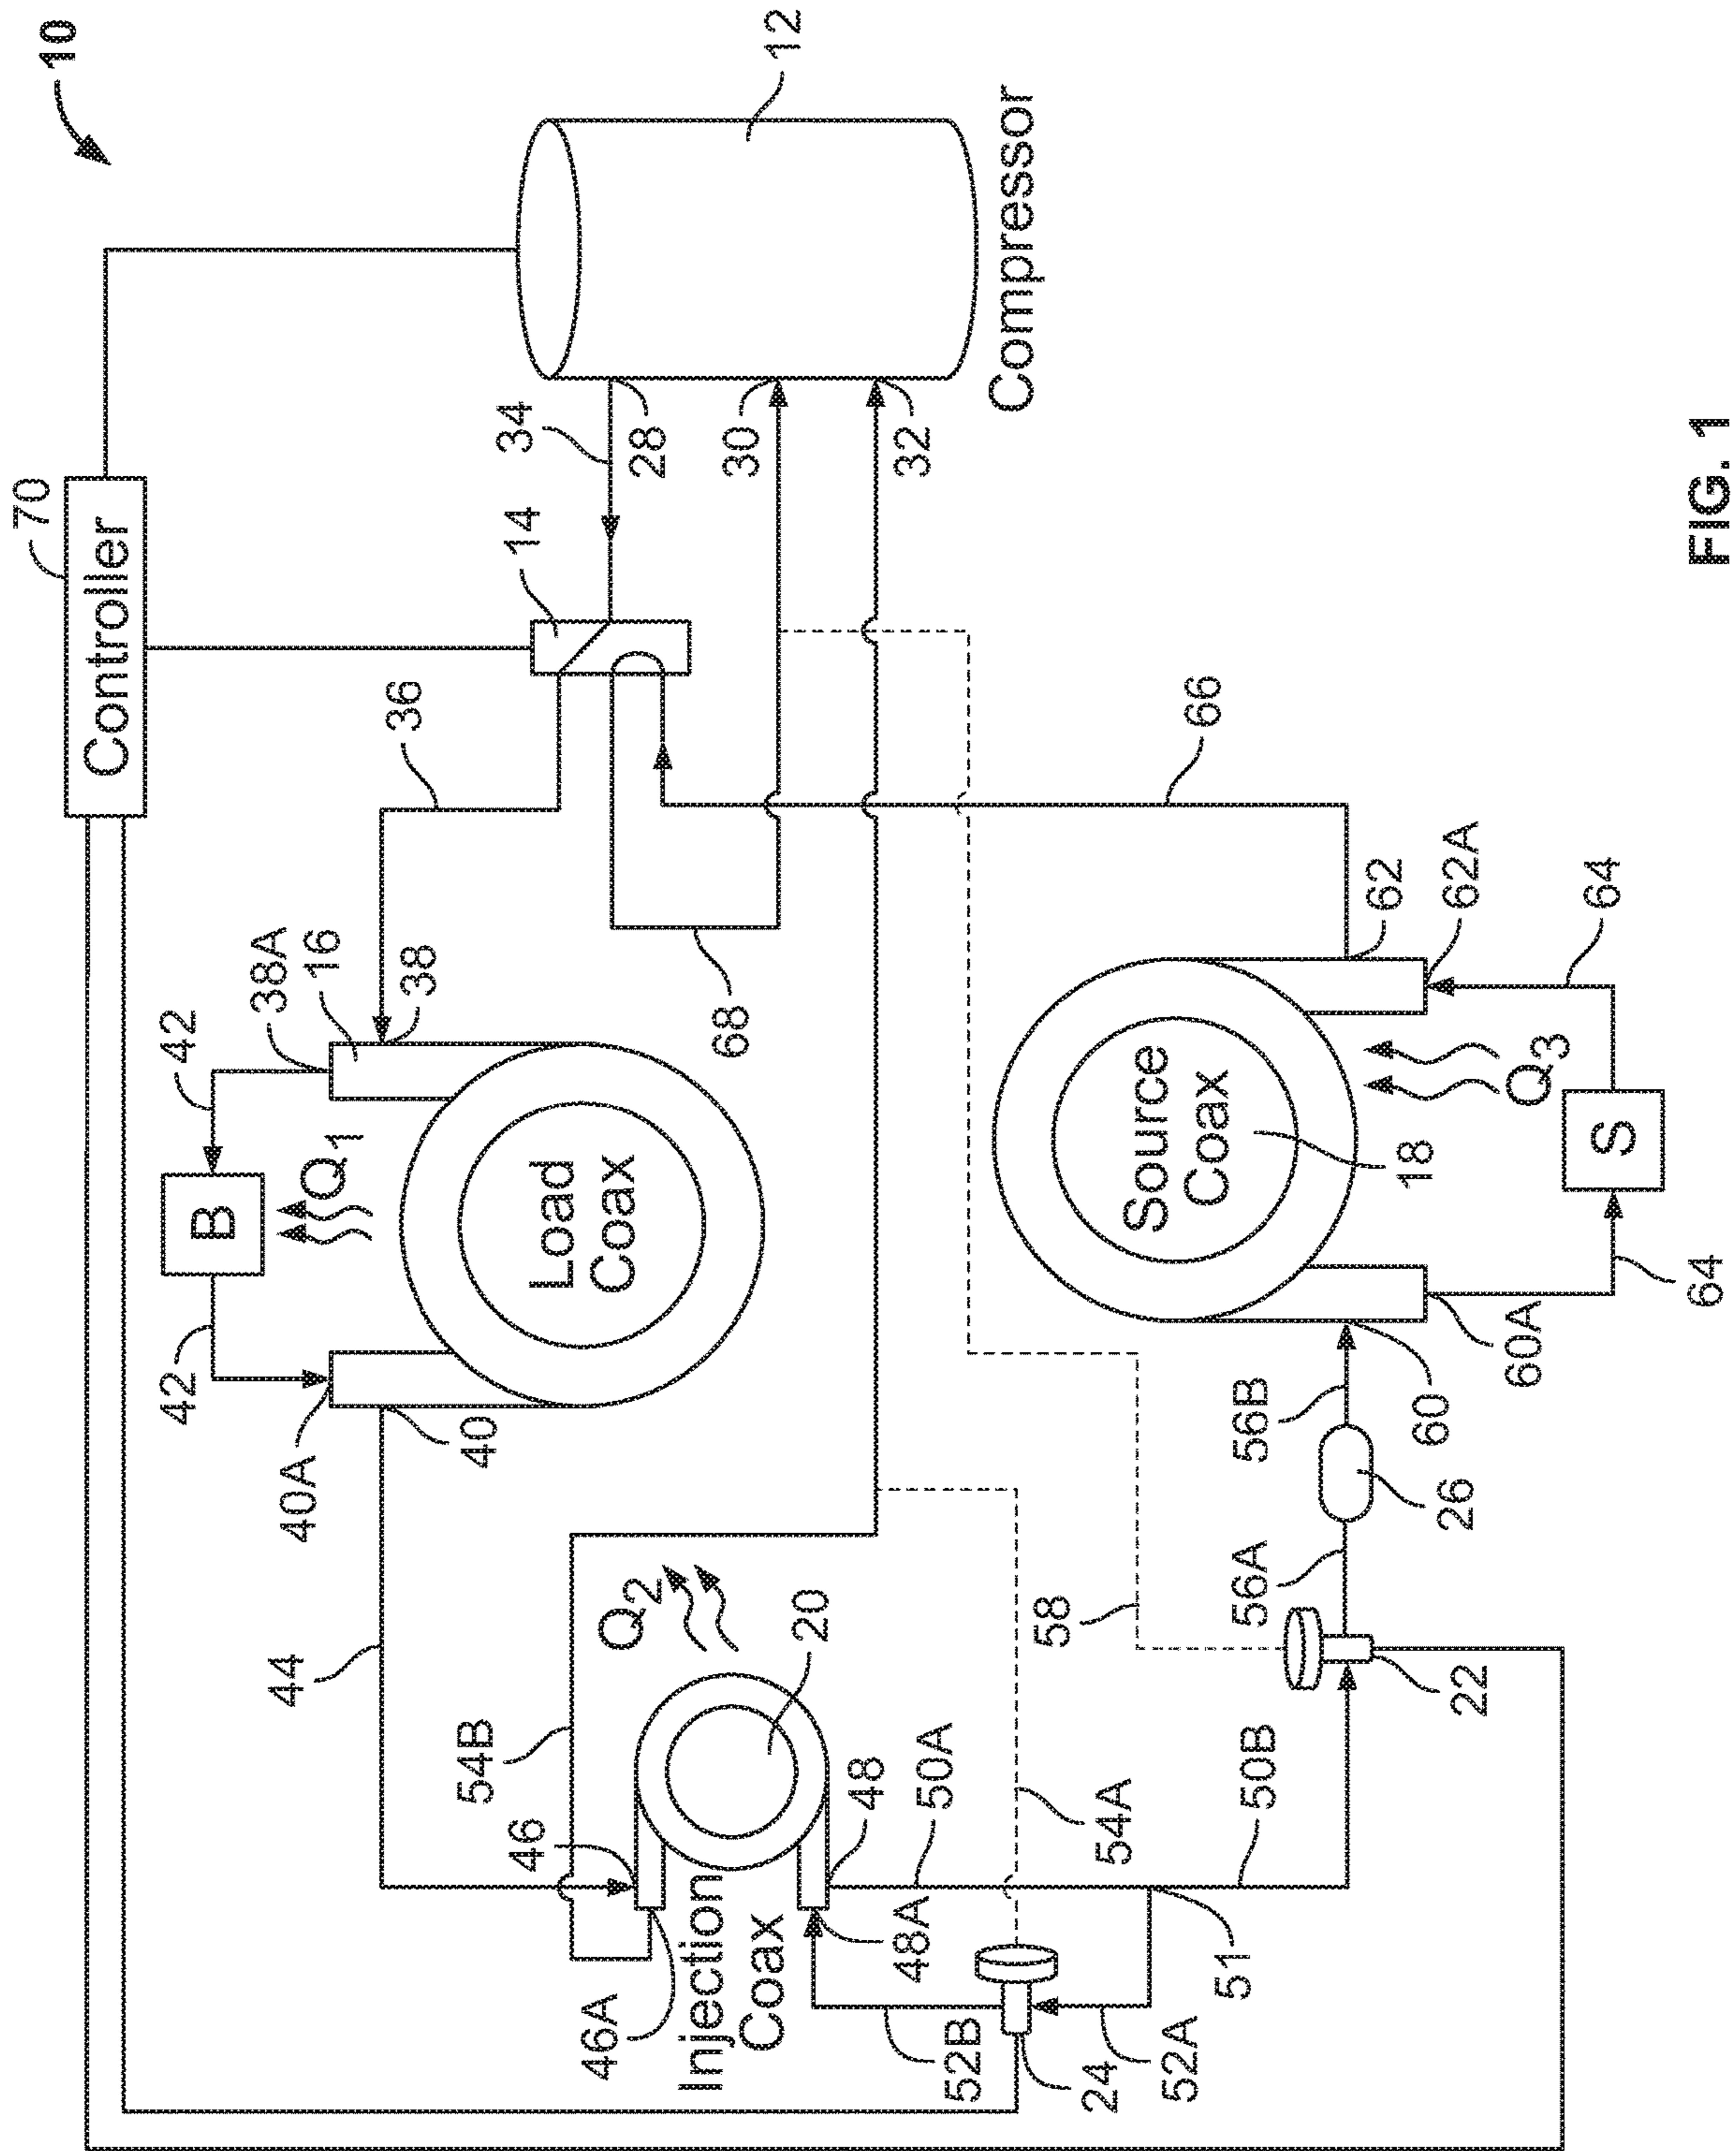 10
70
Controller
12
Compressor
34
28
30
32
14
36
66
68
42
38A
16
38
B
Q1
42
40A
40
Load
Coax
Source
Coax
18
62
62A
64
Q3
S
64
60A
60
56B
26
56A
22
58
44
Q2
20
54B
46
46A
Injection
Coax
48
48A
50A
54A
50B
51
52B
24
52A
FIG. 1